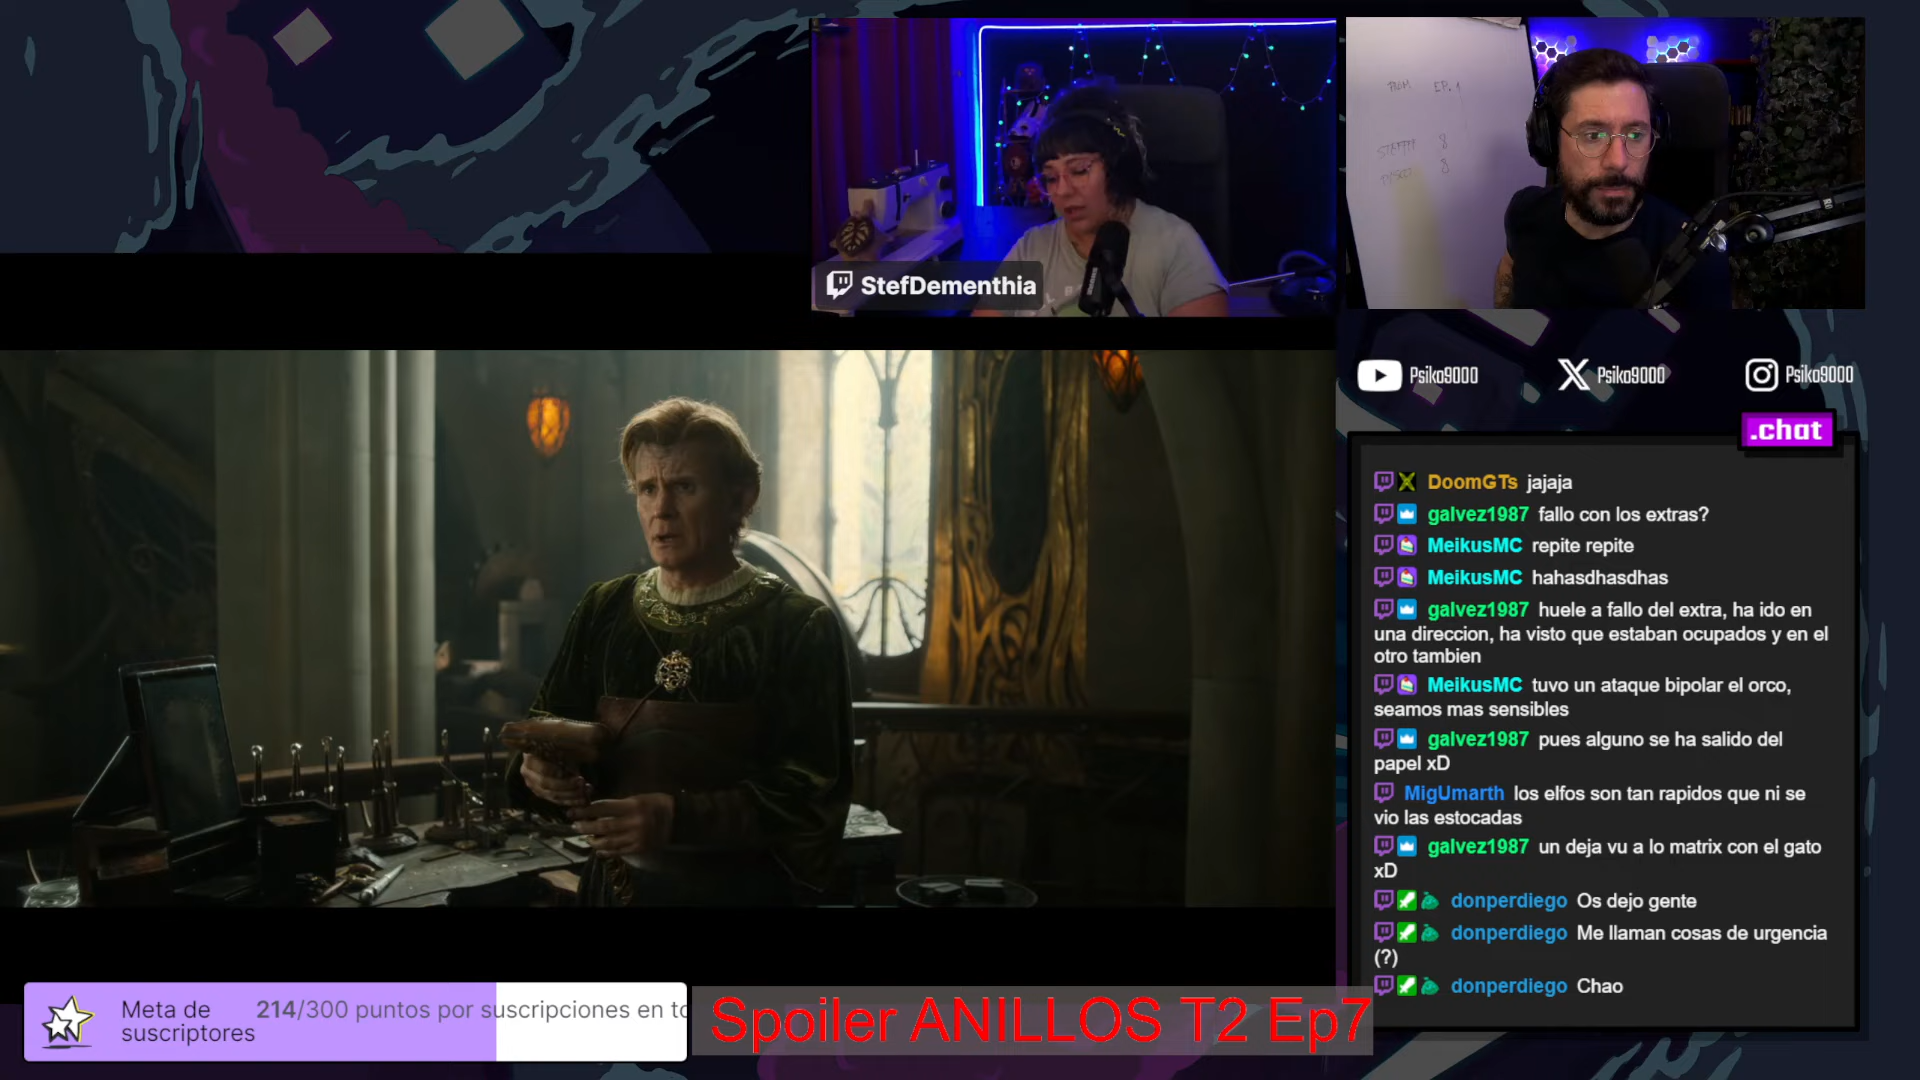 EP. 1
8
8
StefDementhia
Psiko9000
Psiko9000
Psiko9000
.chat
DoomGTs jajaja
galvez1987 fallo con los extras?
MeikusMC repite repite
MeikusMC hahasdhasdhas
galvez1987 huele a fallo del extra, ha ido en
una direccion, ha visto que estaban ocupados y en el
otro tambien
MeikusMC tuvo un ataque bipolar el orco,
seamos mas sensibles
galvez1987 pues alguno se ha salido del
papel xD
MigUmarth los elfos son tan rapidos que ni se
vio las estocadas
galvez1987 un deja vu a lo matrix con el gato
xD
donperdiego Os dejo gente
donperdiego Me llaman cosas de urgencia
(?)
donperdiego Chao
Meta de
suscriptores
214/300 puntos por suscripciones en to
Spoiler ANILLOS T2 Ep7